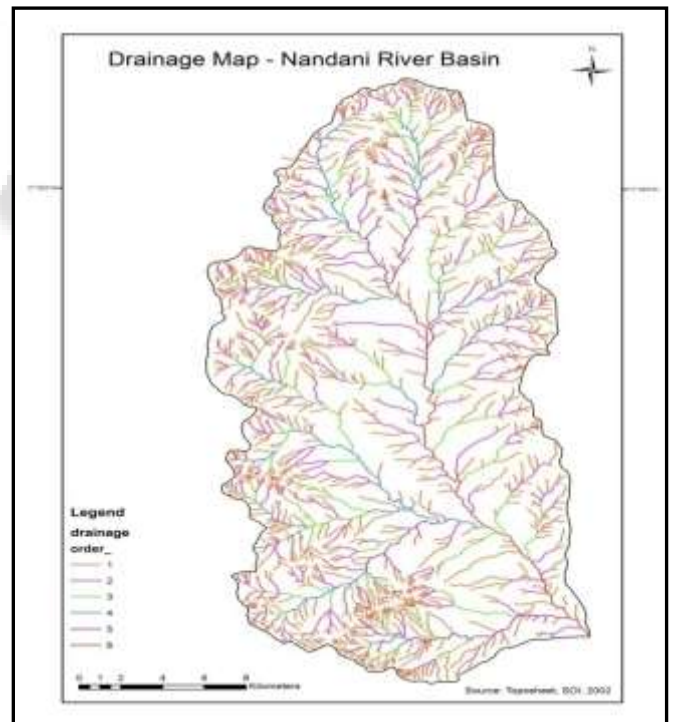 Drainage Map - Nandani River Basin
N
Legend
drainage
order_
1
2
3
4
5
6
0 1 2 4 6 8
Kilometers
Source: Toposheet, SOI, 2002